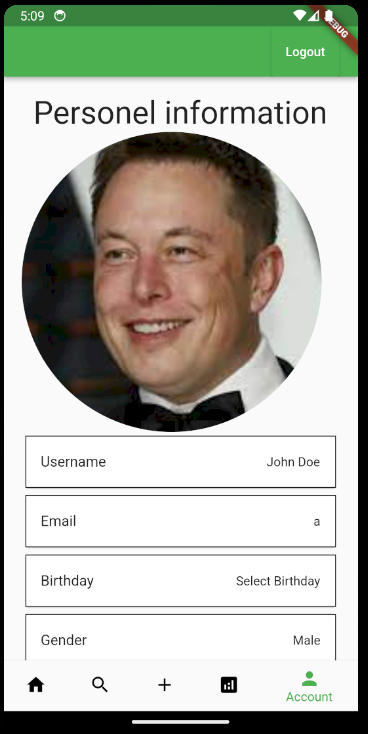 5:09
DEBUG
Logout
Personel information
Username John Doe
Email a
Birthday Select Birthday
Gender Male
Account